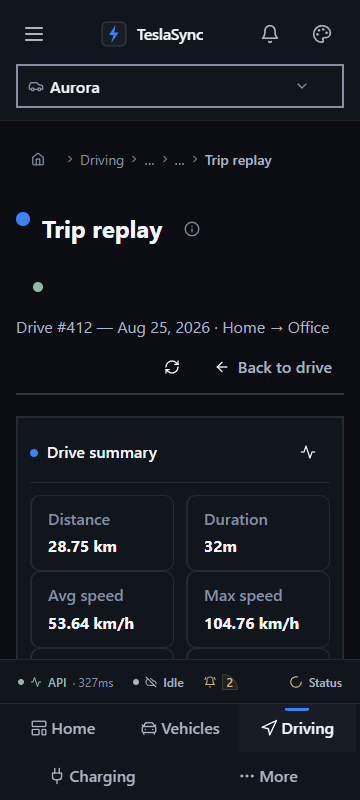 TeslaSync
Aurora
Driving > ... > ... > Trip replay
Trip replay
Drive #412 — Aug 25, 2026 · Home → Office
← Back to drive
Drive summary
Distance
28.75 km
Duration
32m
Avg speed
53.64 km/h
Max speed
104.76 km/h
API · 327ms
Idle
2
Status
Home
Vehicles
Driving
Charging
··· More